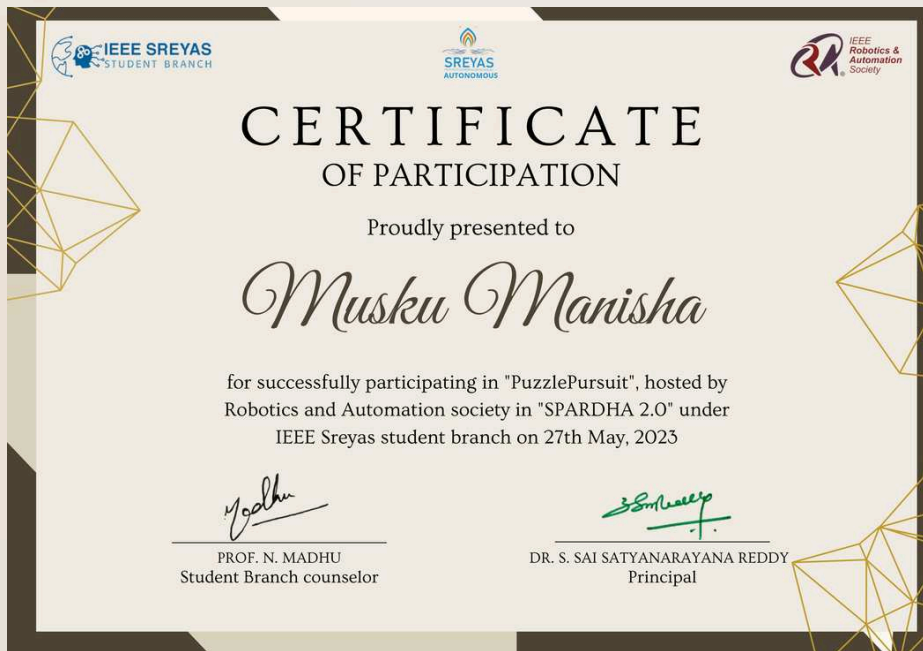 IEEE SREYAS
STUDENT BRANCH
SREYAS
AUTONOMOUS
IEEE
Robotics &
Automation
Society
CERTIFICATE
OF PARTICIPATION
Proudly presented to
Musku Manisha
for successfully participating in "PuzzlePursuit", hosted by
Robotics and Automation society in "SPARDHA 2.0" under
IEEE Sreyas student branch on 27th May, 2023
Madhu
PROF. N. MADHU
Student Branch counselor
DR. S. SAI SATYANARAYANA REDDY
Principal